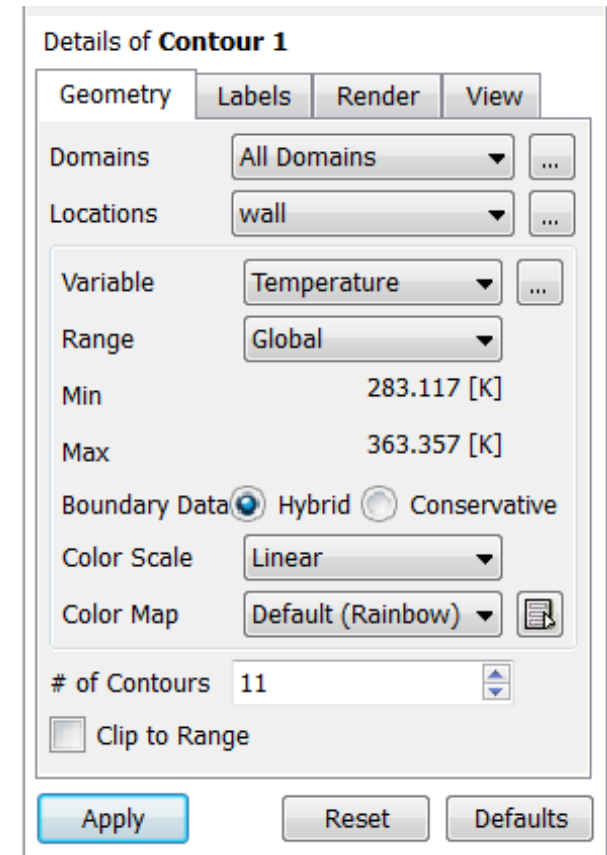 Details of Contour 1
Geometry Labels Render View
Domains All Domains ...
Locations wall ...
Variable Temperature ...
Range Global
Min 283.117 [K]
Max 363.357 [K]
Boundary Data Hybrid Conservative
Color Scale Linear
Color Map Default (Rainbow)
# of Contours 11
Clip to Range
Apply Reset Defaults